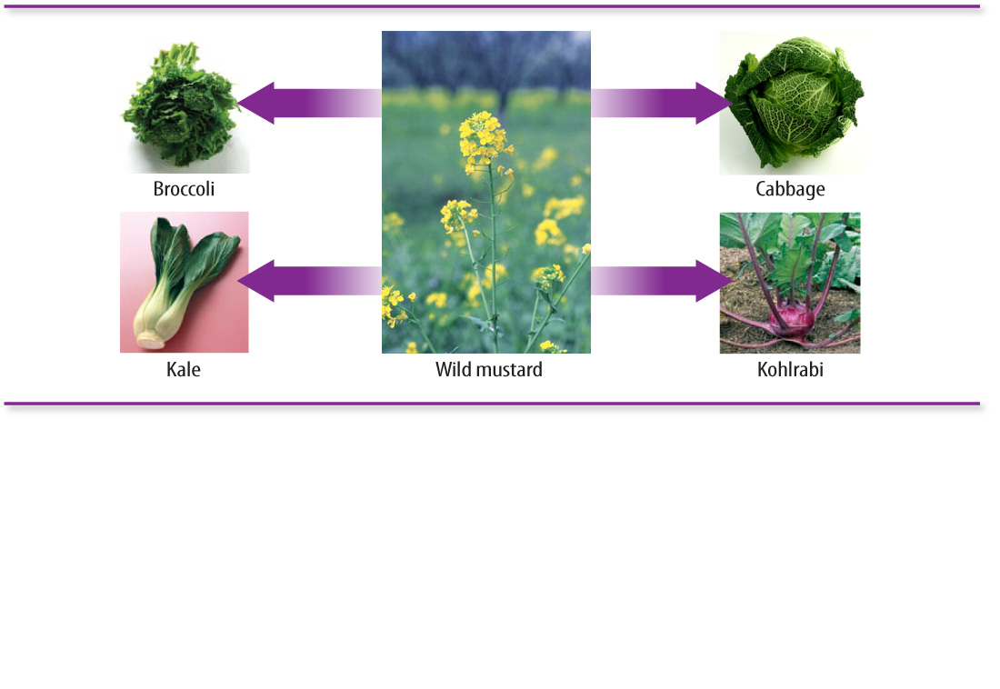 Broccoli
Cabbage
Kale
Wild mustard
Kohlrabi